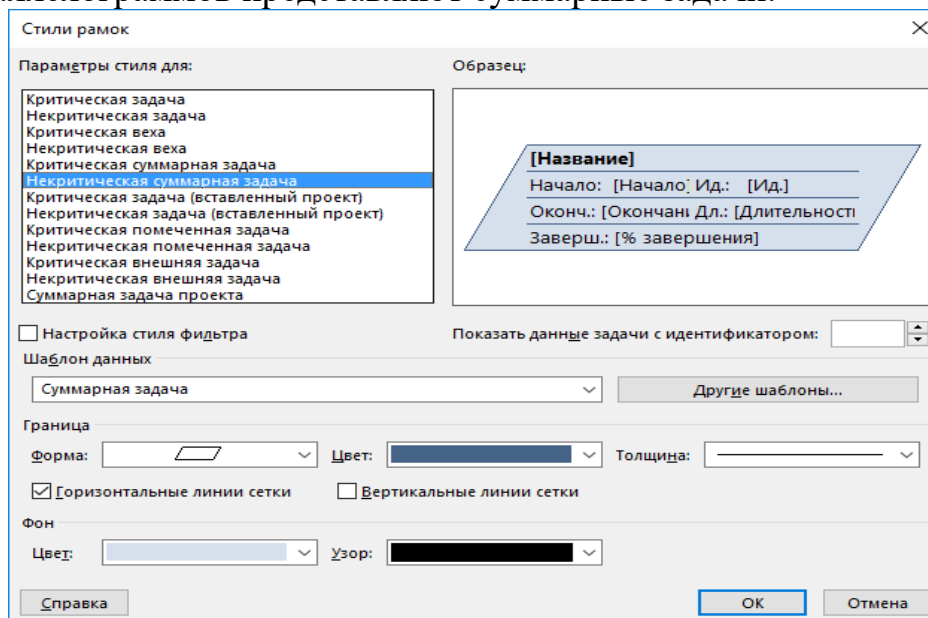 представляют суммарные задачи.
Стили рамок
Параметры стиля для:
Критическая задача
Некритическая задача
Критическая веха
Некритическая веха
Критическая суммарная задача
Некритическая суммарная задача
Критическая задача (вставленный проект)
Некритическая задача (вставленный проект)
Критическая помеченная задача
Некритическая помеченная задача
Критическая внешняя задача
Некритическая внешняя задача
Суммарная задача проекта
Образец:
[Название]
Начало: [Начало] Ид.: [Ид.]
Оконч.: [Окончани Дл.: [Длительности
Заверш.: [% завершения]
Настройка стиля фильтра
Показать данные задачи с идентификатором:
Шаблон данных
Суммарная задача
Другие шаблоны...
Граница
Форма: Цвет: Толщина:
Горизонтальные линии сетки Вертикальные линии сетки
Фон
Цвет: Узор:
Справка ОК Отмена